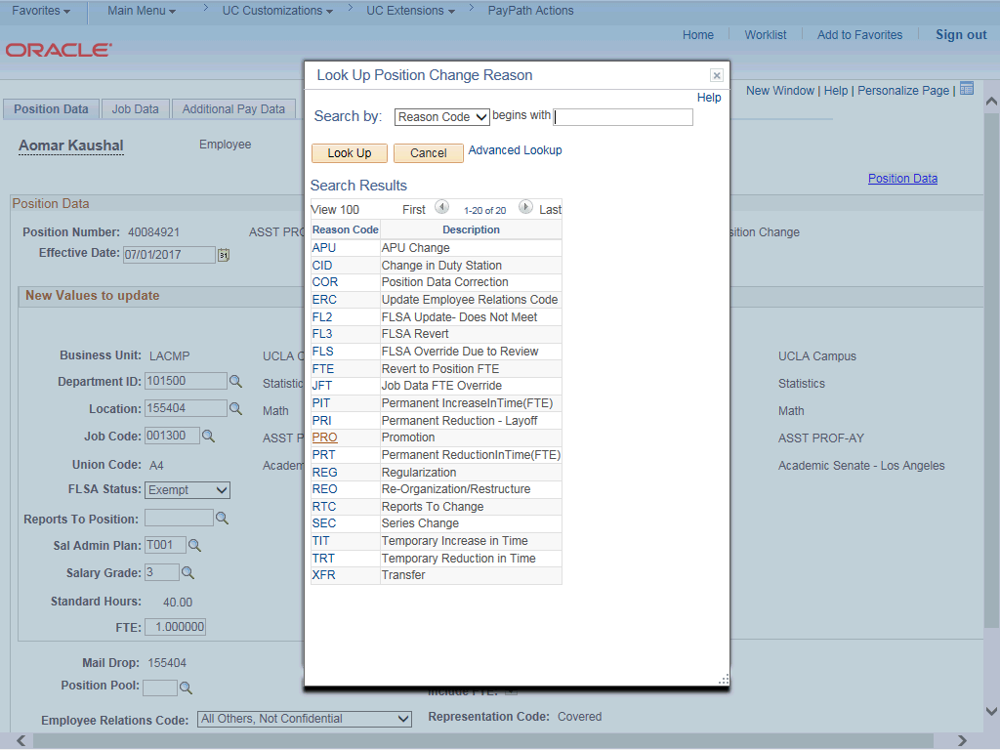 Favorites Main Menu > UC Customizations > UC Extensions > PayPath Actions
Home Worklist Add to Favorites Sign out
ORACLE
New Window | Help | Personalize Page |
Position Data Job Data Additional Pay Data
Aomar Kaushal Employee
Position Data
Position Data
Position Number: 40084921 ASST PRO sition Change
Effective Date: 07/01/2017 31
New Values to update
Business Unit: LACMP UCLA C UCLA Campus
Department ID: 101500 Statistic Statistics
Location: 155404 Math Math
Job Code: 001300 ASST P ASST PROF-AY
Union Code: A4 Academ Academic Senate - Los Angeles
FLSA Status: Exempt
Reports To Position:
Sal Admin Plan: T001
Salary Grade: 3
Standard Hours: 40.00
FTE: 1.000000
Mail Drop: 155404
Position Pool:
Include FTE:
Employee Relations Code: All Others, Not Confidential Representation Code: Covered
Look Up Position Change Reason
Help
Search by: Reason Code begins with
Look Up Cancel Advanced Lookup
Search Results
View 100 First 1-20 of 20 Last
Reason Code Description
APU APU Change
CID Change in Duty Station
COR Position Data Correction
ERC Update Employee Relations Code
FL2 FLSA Update- Does Not Meet
FL3 FLSA Revert
FLS FLSA Override Due to Review
FTE Revert to Position FTE
JFT Job Data FTE Override
PIT Permanent IncreaseInTime(FTE)
PRI Permanent Reduction - Layoff
PRO Promotion
PRT Permanent ReductionInTime(FTE)
REG Regularization
REO Re-Organization/Restructure
RTC Reports To Change
SEC Series Change
TIT Temporary Increase in Time
TRT Temporary Reduction in Time
XFR Transfer